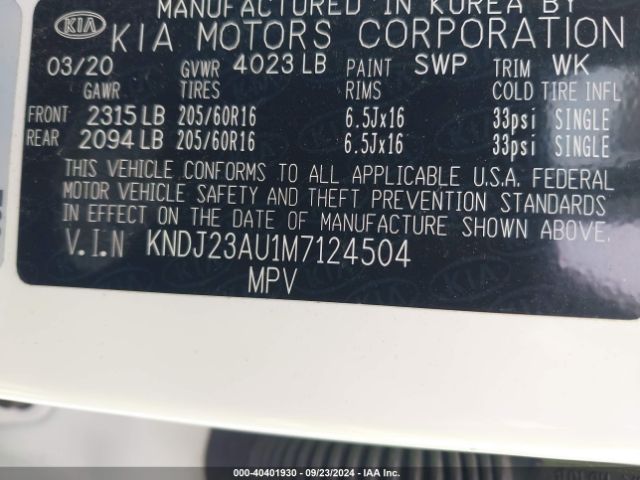 MANUFACTURED IN KOREA BY
KIA KIA MOTORS CORPORATION
03/20 GVWR 4023 LB PAINT SWP TRIM WK
GAWR TIRES RIMS COLD TIRE INFL
FRONT 2315 LB 205/60R16 6.5Jx16 33psi SINGLE
REAR 2094 LB 205/60R16 6.5Jx16 33psi SINGLE
THIS VEHICLE CONFORMS TO ALL APPLICABLE U.S.A. FEDERAL
MOTOR VEHICLE SAFETY AND THEFT PREVENTION STANDARDS
IN EFFECT ON THE DATE OF MANUFACTURE SHOWN ABOVE.
V.I.N KNDJ23AU1M7124504
MPV
000-40401930 - 09/23/2024 - IAA Inc.